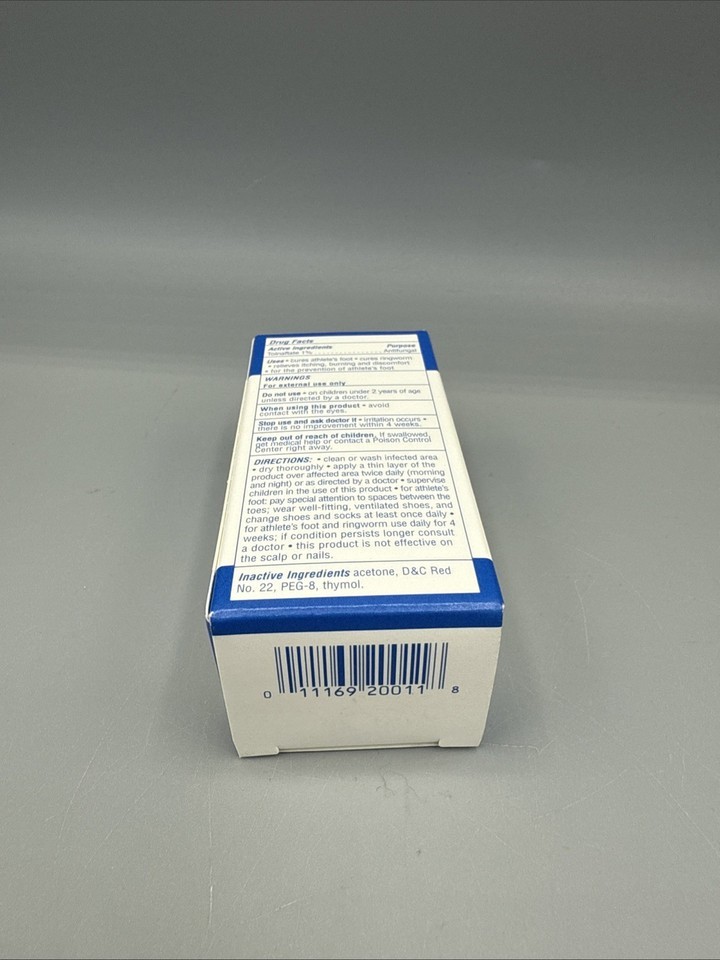 Drug Facts
Active Ingredients Purpose
Tolnaftate 1% Antifungal
Uses • cures athlete's foot • cures ringworm
• relieves itching, burning and discomfort
• for the prevention of athlete's foot
WARNINGS
For external use only
Do not use • on children under 2 years of age
unless directed by a doctor.
When using this product • avoid
contact with the eyes.
Stop use and ask doctor if • irritation occurs •
there is no improvement within 4 weeks.
Keep out of reach of children. If swallowed,
get medical help or contact a Poison Control
Center right away.
DIRECTIONS: • clean or wash infected area
• dry thoroughly • apply a thin layer of the
product over affected area twice daily (morning
and night) or as directed by a doctor • supervise
children in the use of this product • for athlete's
foot: pay special attention to spaces between the
toes; wear well-fitting, ventilated shoes, and
change shoes and socks at least once daily •
for athlete's foot and ringworm use daily for 4
weeks; if condition persists longer consult
a doctor • this product is not effective on
the scalp or nails.
Inactive Ingredients acetone, D&C Red
No. 22, PEG-8, thymol.
0 11169 20011 8